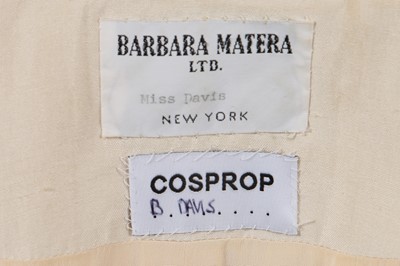 BARBARA MATERA
LTD.
Miss Davis
NEW YORK
COSPROP
B. DAVIS. . . .